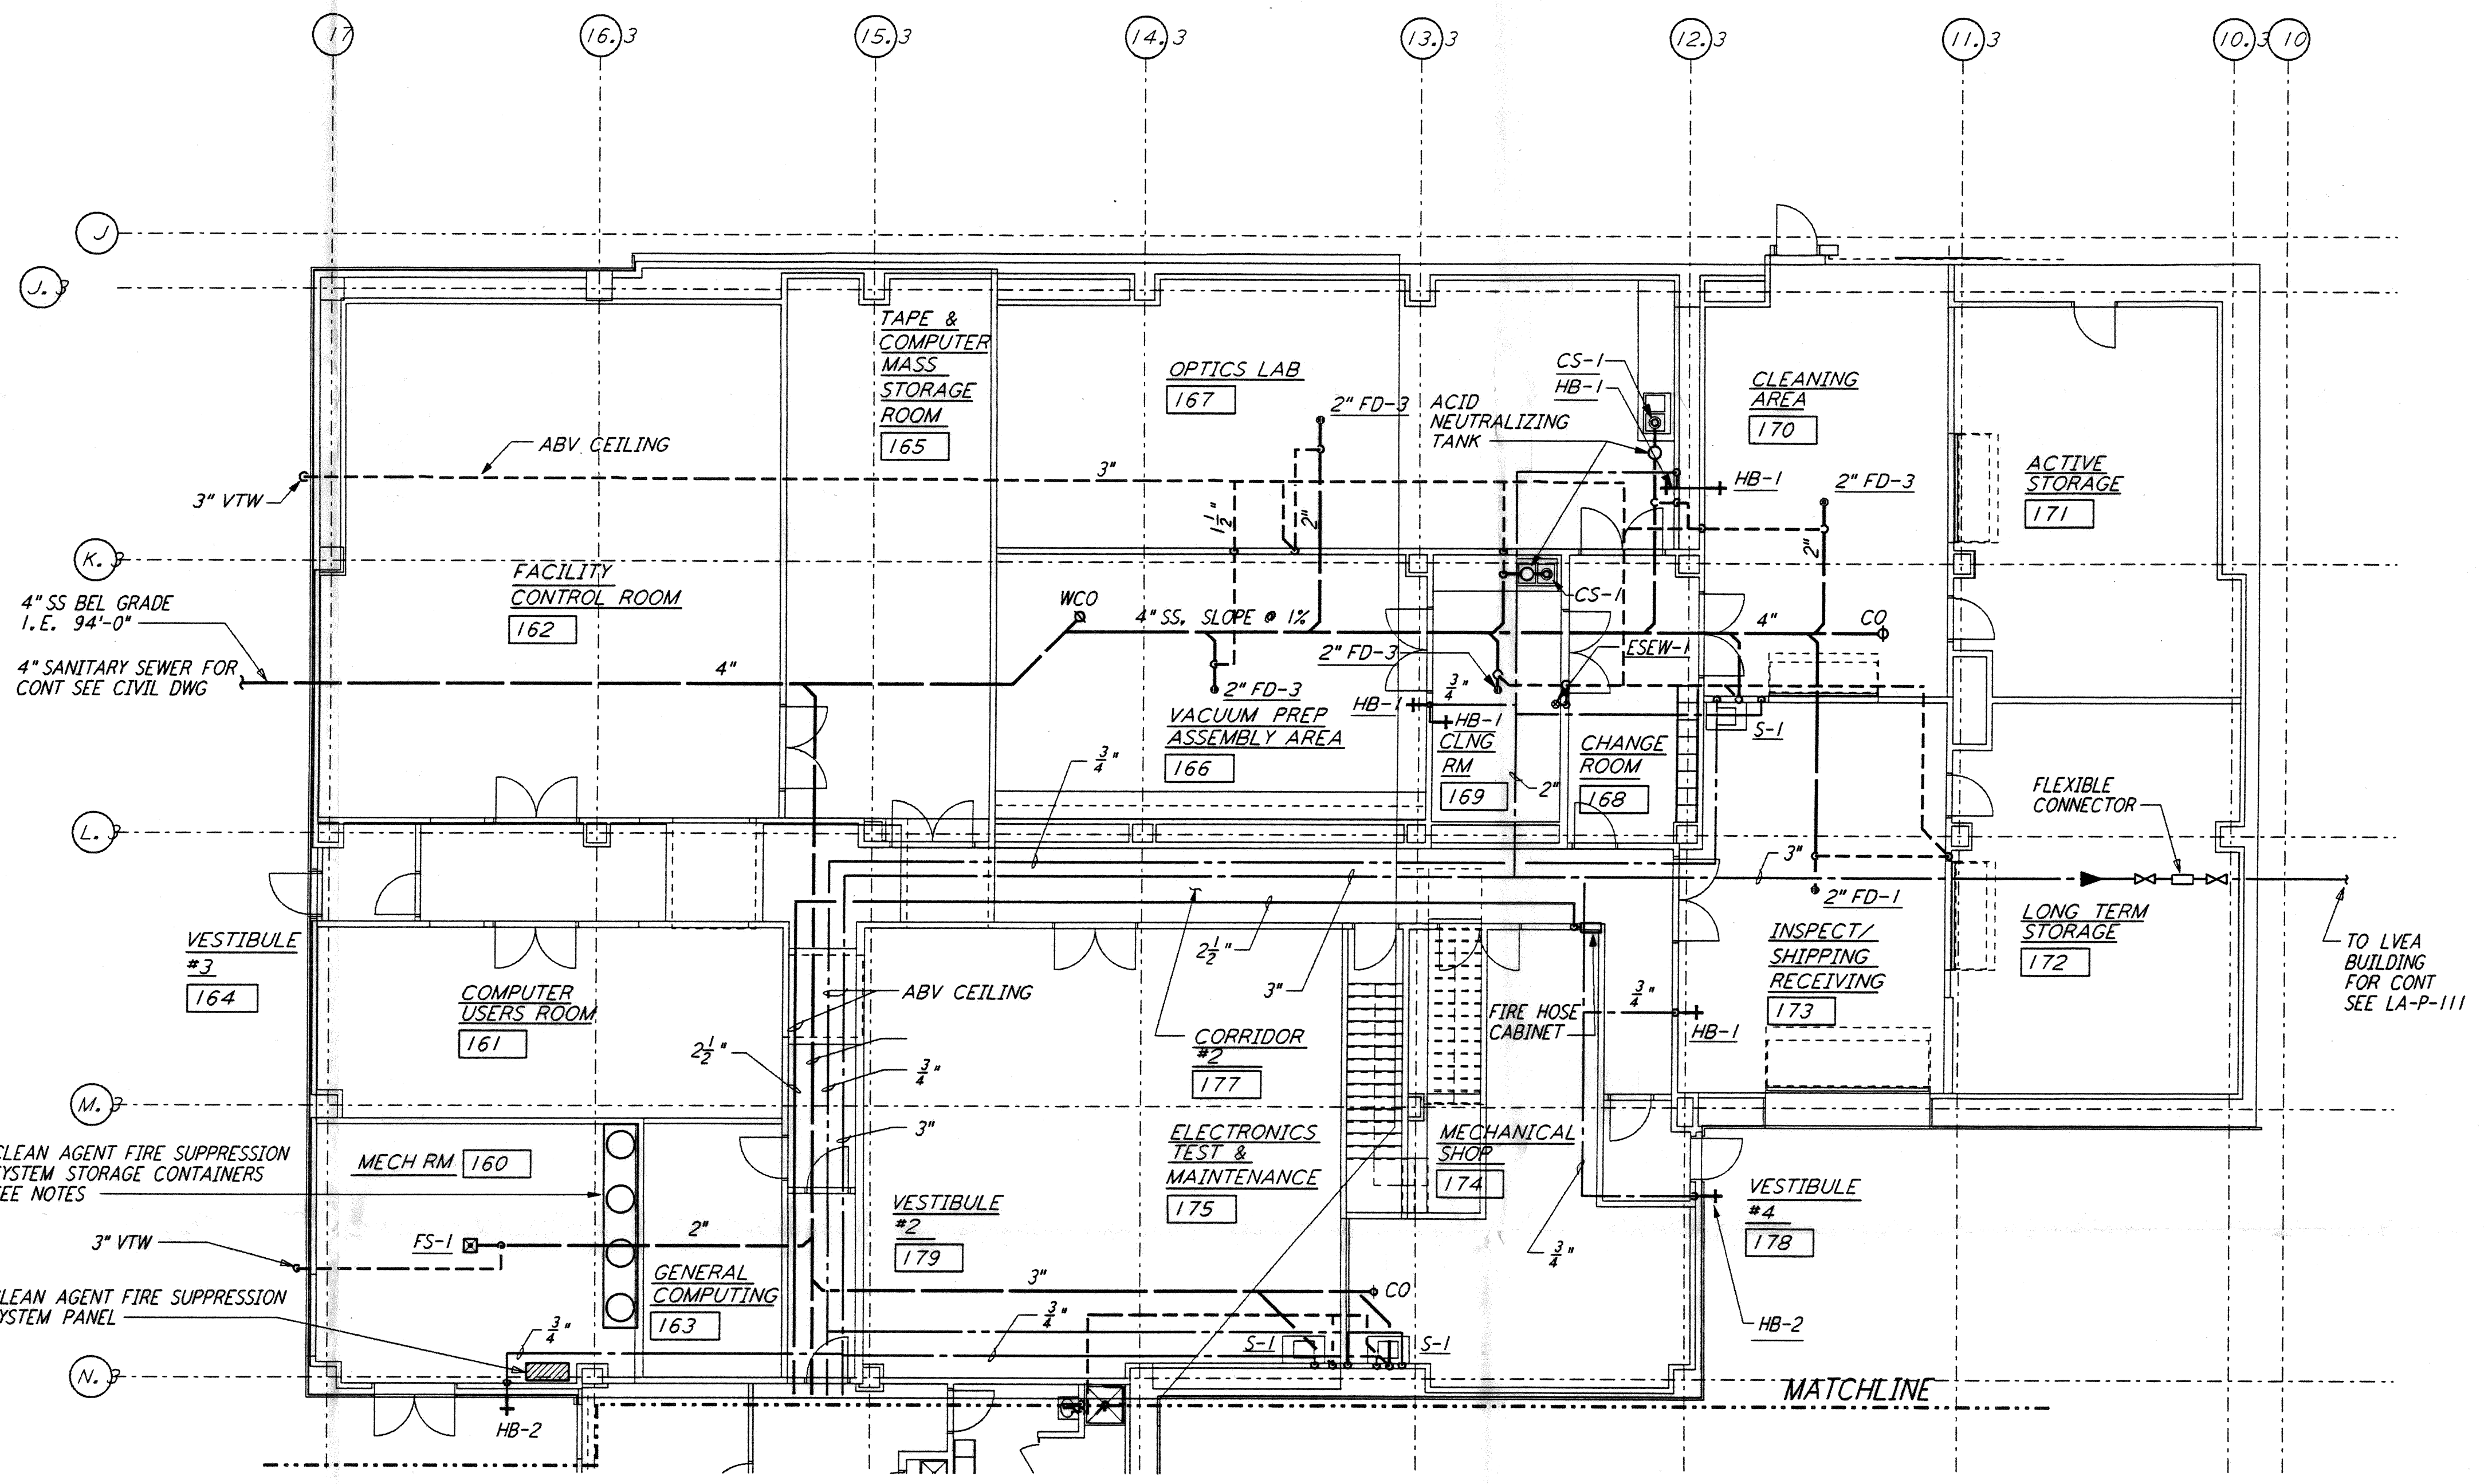 17
16.3
15.3
14.3
13.3
12.3
11.3
10.3
10
J
J.3
K.3
L.3
M.3
N.3
TAPE &
COMPUTER
MASS
STORAGE
ROOM
165
OPTICS LAB
167
2" FD-3
ACID
NEUTRALIZING
TANK
CS-1
HB-1
CLEANING
AREA
170
ABV CEILING
3"
3" VTW
HB-1
2" FD-3
ACTIVE
STORAGE
171
1 1/2"
2"
2"
FACILITY
CONTROL ROOM
162
4" SS BEL GRADE
I.E. 94'-0"
4" SANITARY SEWER FOR
CONT SEE CIVIL DWG
4"
WCO
4" SS. SLOPE @ 1%
CS-1
4"
CO
2" FD-3
ESEW-1
2" FD-3
3/4"
HB-1
HB-1
VACUUM PREP
ASSEMBLY AREA
166
CLNG
RM
169
CHANGE
ROOM
168
S-1
3/4"
2"
FLEXIBLE
CONNECTOR
3"
2" FD-1
VESTIBULE
#3
164
2 1/2"
3"
INSPECT/
SHIPPING
RECEIVING
173
LONG TERM
STORAGE
172
TO LVEA
BUILDING
FOR CONT
SEE LA-P-111
COMPUTER
USERS ROOM
161
ABV CEILING
CORRIDOR
#2
177
FIRE HOSE
CABINET
3/4"
HB-1
2 1/2"
3/4"
3"
CLEAN AGENT FIRE SUPPRESSION
SYSTEM STORAGE CONTAINERS
SEE NOTES
MECH RM 160
ELECTRONICS
TEST &
MAINTENANCE
175
MECHANICAL
SHOP
174
VESTIBULE
#2
179
VESTIBULE
#4
178
3" VTW
FS-1
2"
3/4"
GENERAL
COMPUTING
163
3"
CO
CLEAN AGENT FIRE SUPPRESSION
SYSTEM PANEL
3/4"
3/4"
S-1
S-1
HB-2
HB-2
MATCHLINE